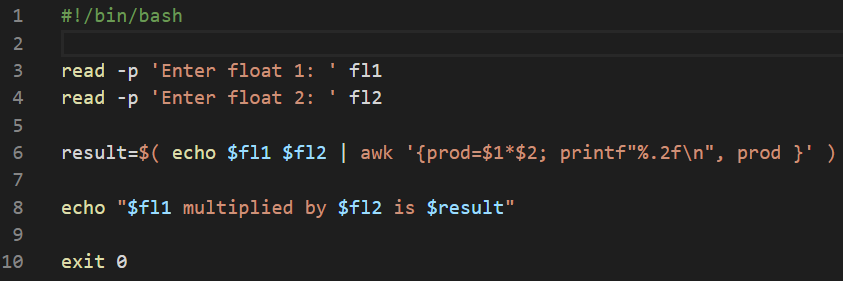 1 #!/bin/bash
2
3 read -p 'Enter float 1: ' fl1
4 read -p 'Enter float 2: ' fl2
5
6 result=$( echo $fl1 $fl2 | awk '{prod=$1*$2; printf"%.2f\n", prod }' )
7
8 echo "$fl1 multiplied by $fl2 is $result"
9
10 exit 0